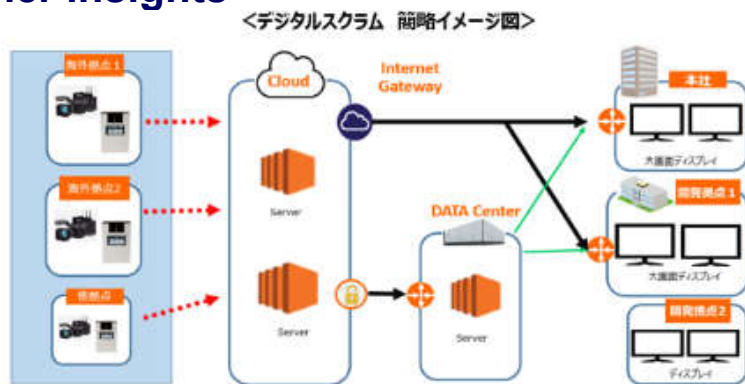 <デジタルスクラム 簡略イメージ図>
海外拠点1
海外拠点2
Cloud
Server
Server
Internet
Gateway
DATA Center
Server
本社
大画面ディスプレイ
開発拠点1
大画面ディスプレイ
開発拠点2
ディスプレイ